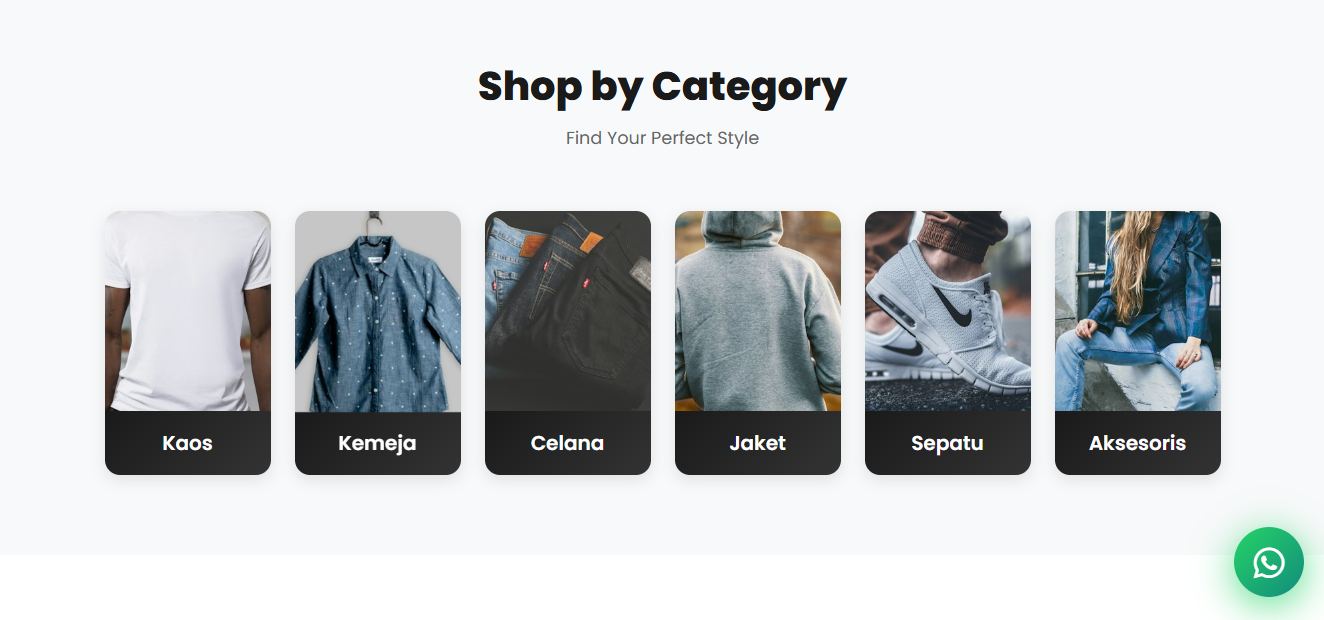 Shop by Category
Find Your Perfect Style
Kaos
Kemeja
Celana
Jaket
Sepatu
Aksesoris